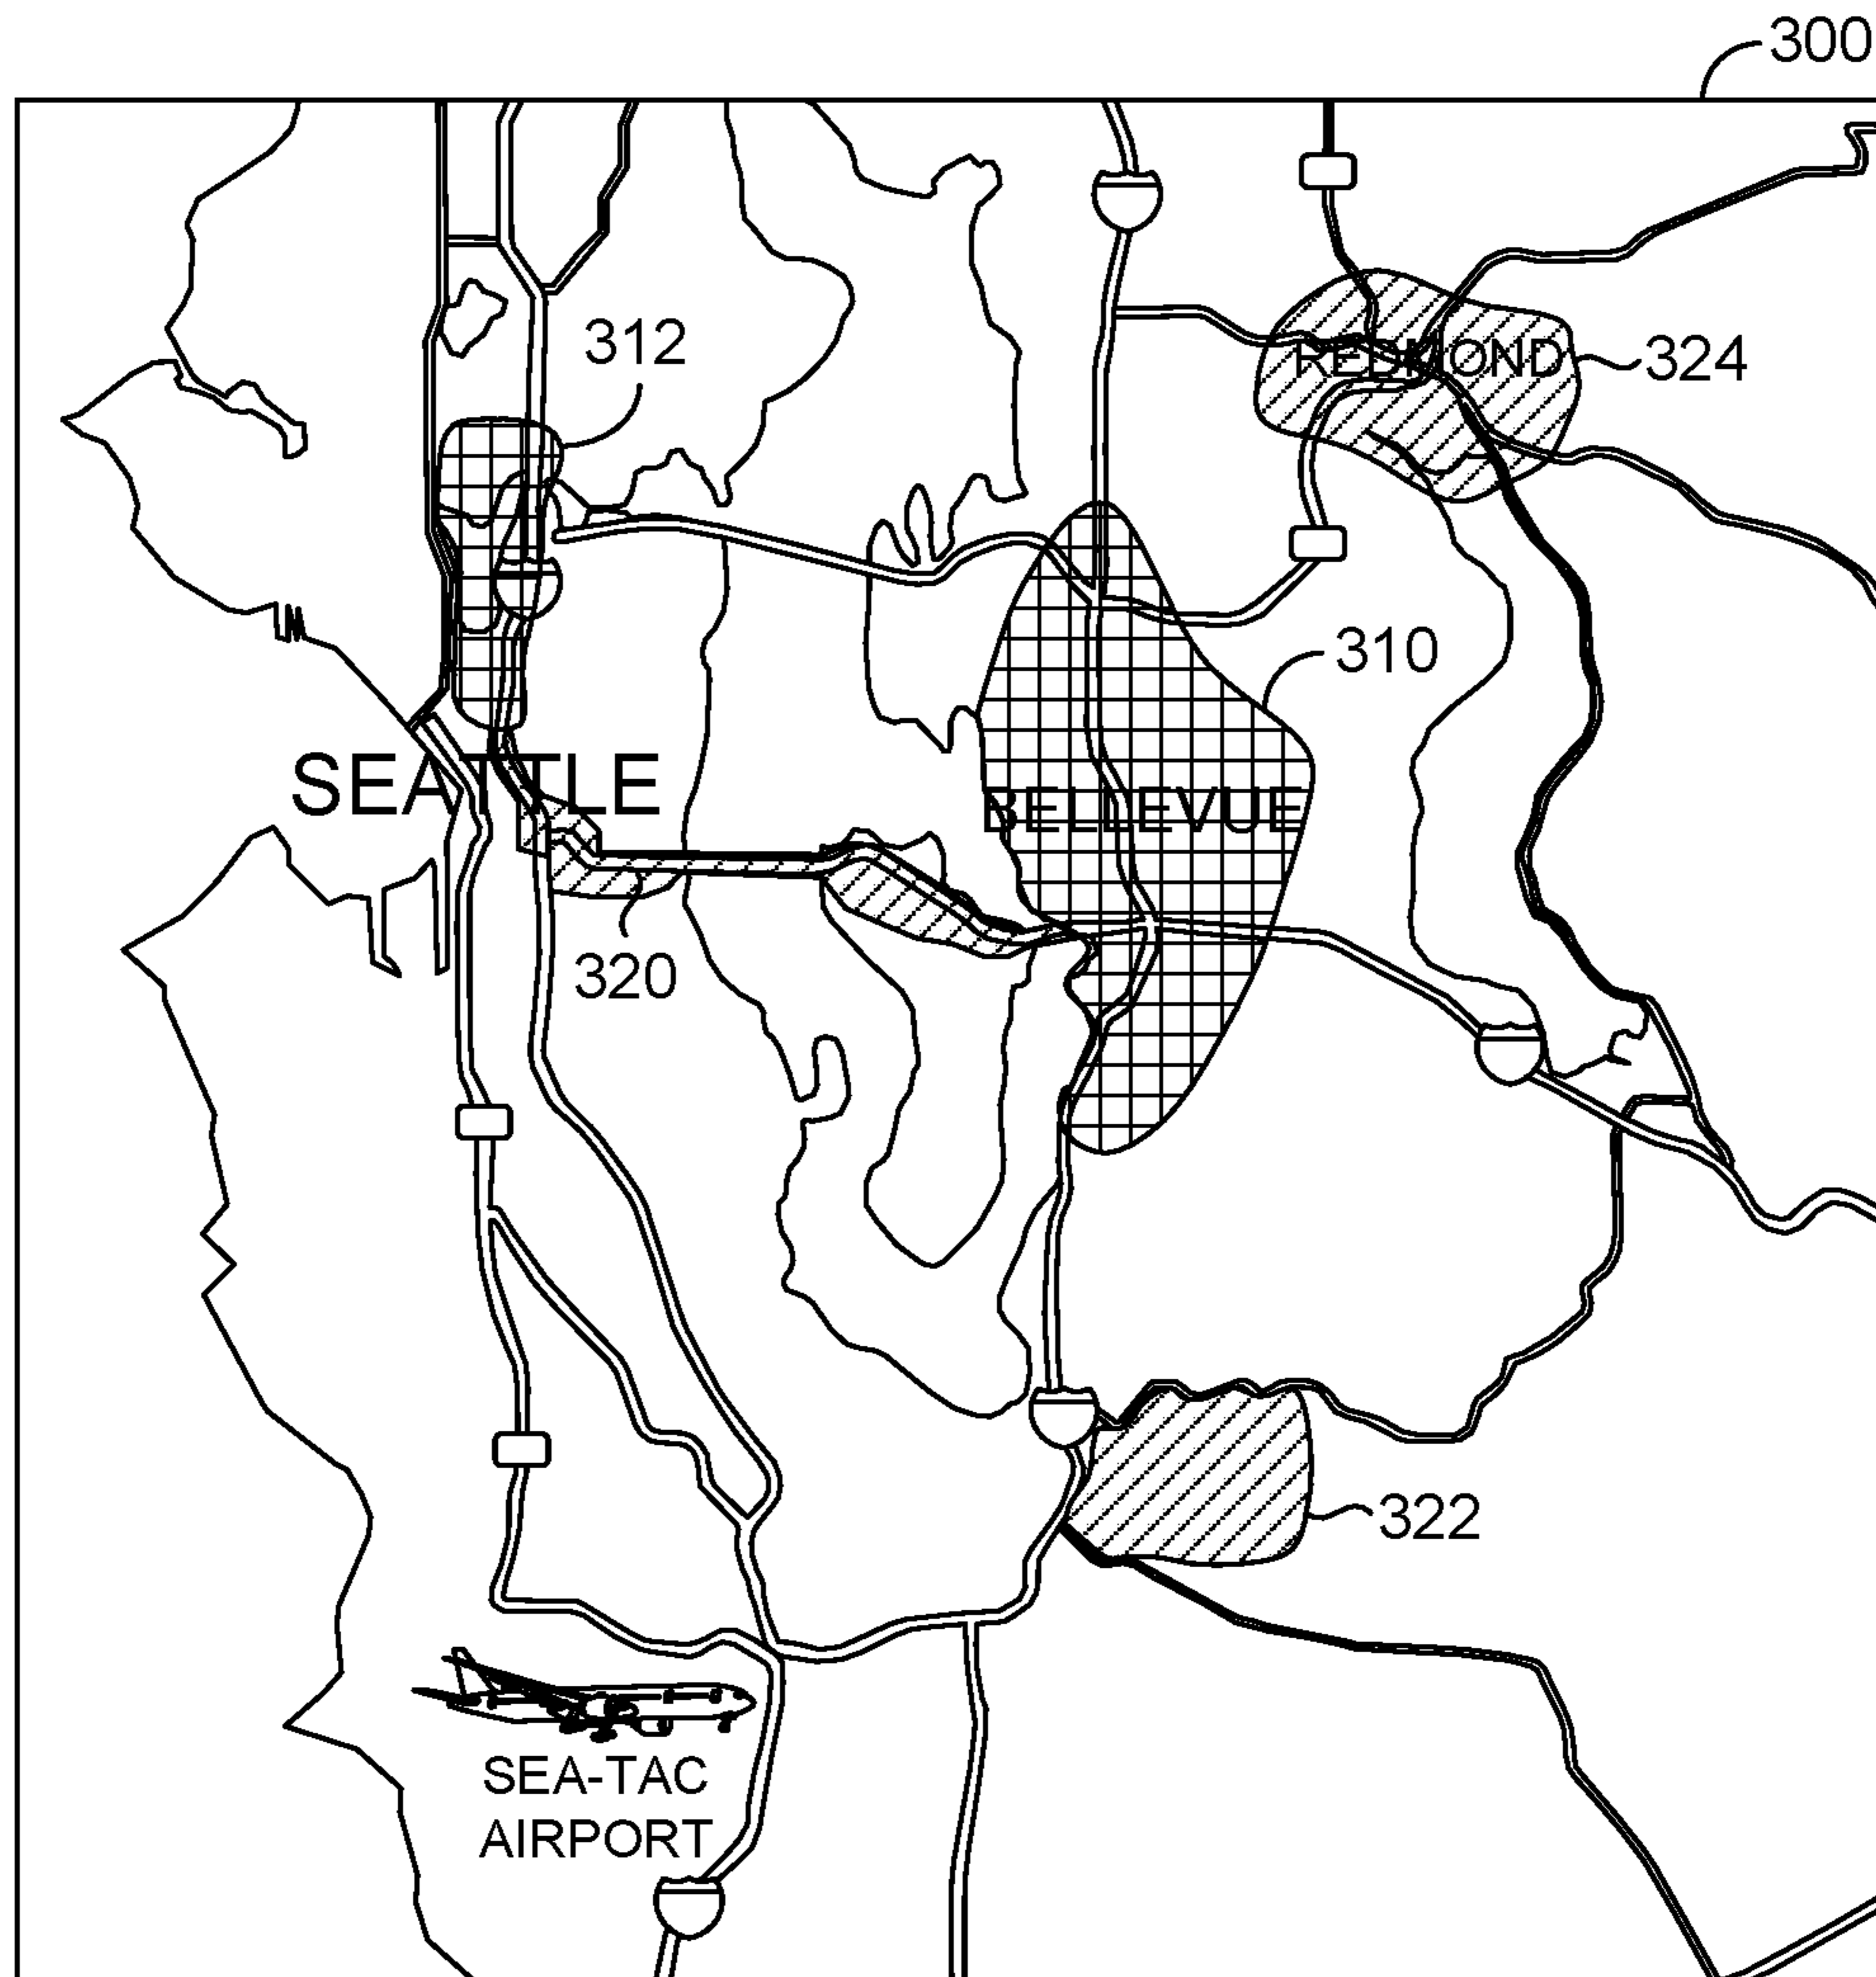 300
312
REDMOND
324
310
SEATTLE
BELLEVUE
320
322
SEA-TAC
AIRPORT